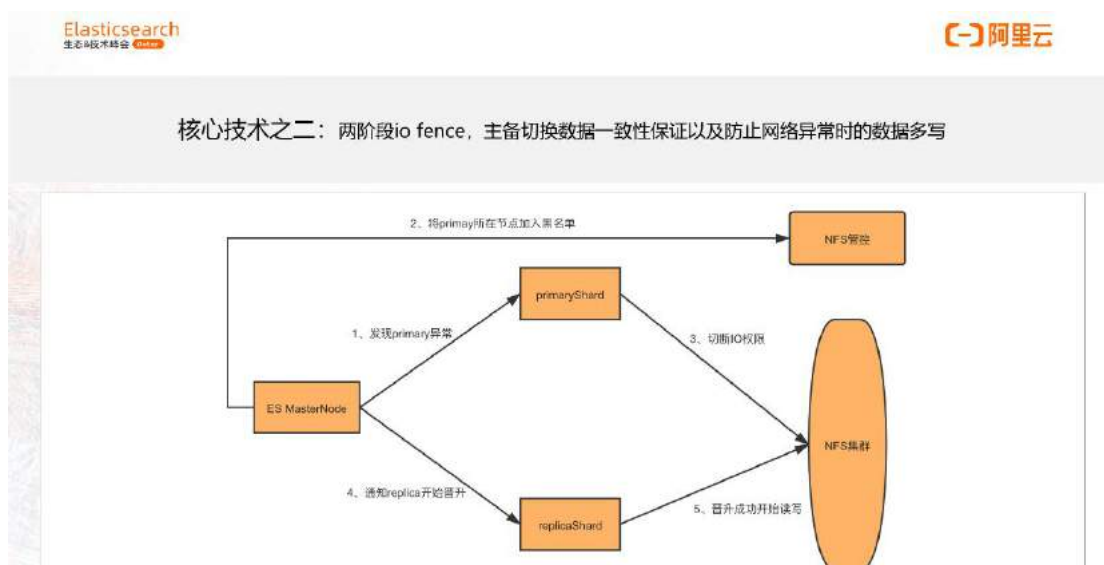 Elasticsearch
生态&技术峰会
阿里云
核心技术之二：两阶段io fence，主备切换数据一致性保证以及防止网络异常时的数据多写
2、将primay所在节点加入黑名单
NFS管控
primaryShard
1、发现primary异常
3、切断IO权限
ES MasterNode
NFS集群
4、通知replica开始晋升
5、晋升成功开始读写
replicaShard